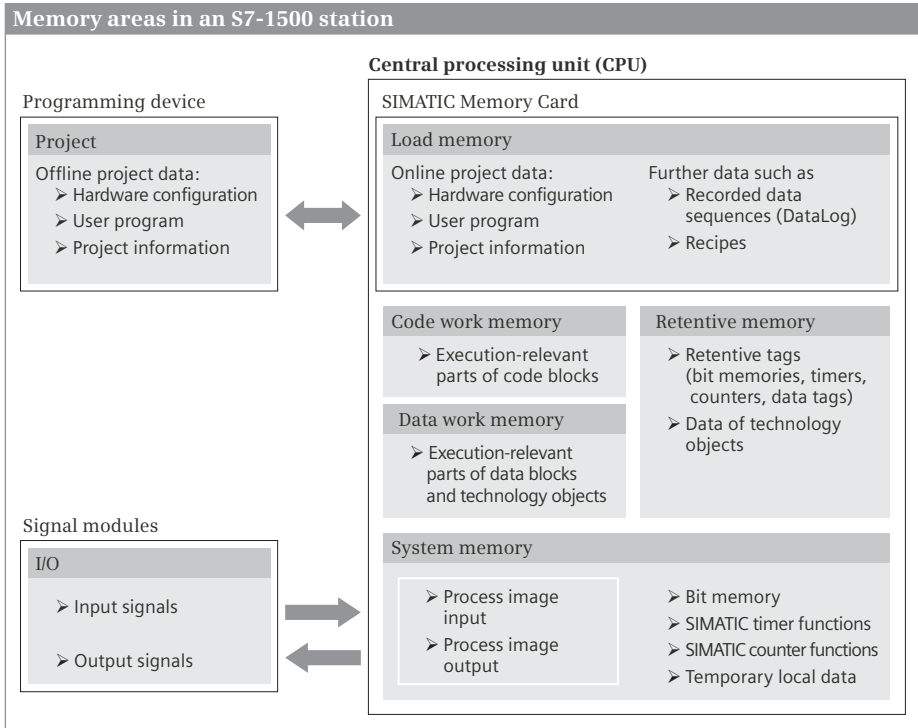 Memory areas in an S7-1500 station
Central processing unit (CPU)
Programming device
Project
Offline project data:
➢ Hardware configuration
➢ User program
➢ Project information
SIMATIC Memory Card
Load memory
Online project data:
➢ Hardware configuration
➢ User program
➢ Project information
Further data such as
➢ Recorded data
sequences (DataLog)
➢ Recipes
Code work memory
➢ Execution-relevant
parts of code blocks
Data work memory
➢ Execution-relevant
parts of data blocks
and technology objects
Retentive memory
➢ Retentive tags
(bit memories, timers,
counters, data tags)
➢ Data of technology
objects
Signal modules
I/O
➢ Input signals
➢ Output signals
System memory
➢ Process image
input
➢ Process image
output
➢ Bit memory
➢ SIMATIC timer functions
➢ SIMATIC counter functions
➢ Temporary local data